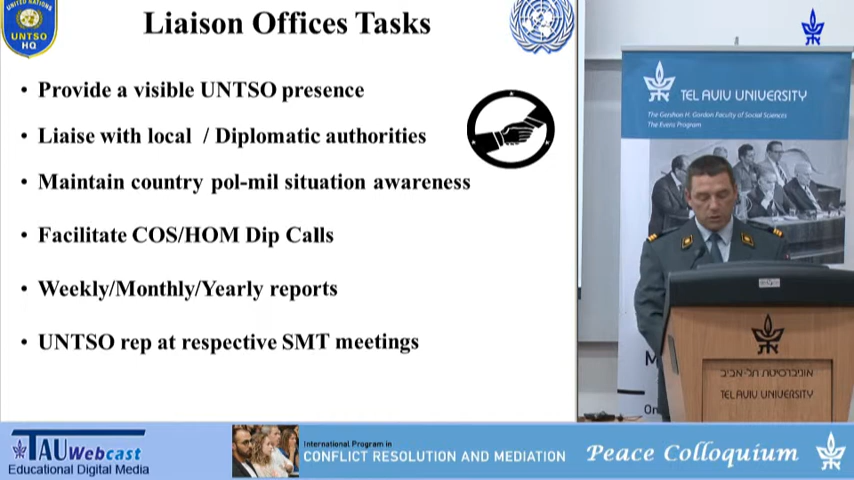 UNITED NATIONS
UNTSO
HQ
Liaison Offices Tasks
• Provide a visible UNTSO presence
• Liaise with local / Diplomatic authorities
• Maintain country pol-mil situation awareness
• Facilitate COS/HOM Dip Calls
• Weekly/Monthly/Yearly reports
• UNTSO rep at respective SMT meetings
TEL AVIV UNIVERSITY
The Gershon H. Gordon Faculty of Social Sciences
The Evens Program
M
On
אוניברסיטת תל-אביב
TEL AVIV UNIVERSITY
TAU Webcast
Educational Digital Media
International Program in
CONFLICT RESOLUTION AND MEDIATION
Peace Colloquium